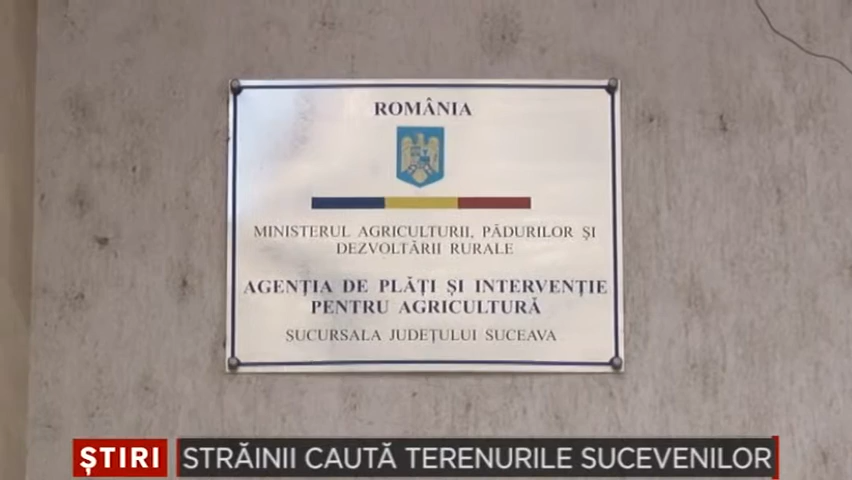 ROMÂNIA
MINISTERUL AGRICULTURII, PĂDURILOR ŞI
DEZVOLTĂRII RURALE
AGENŢIA DE PLĂŢI ŞI INTERVENŢIE
PENTRU AGRICULTURĂ
SUCURSALA JUDEŢULUI SUCEAVA
ȘTIRI STRĂINII CAUTĂ TERENURILE SUCEVENILOR